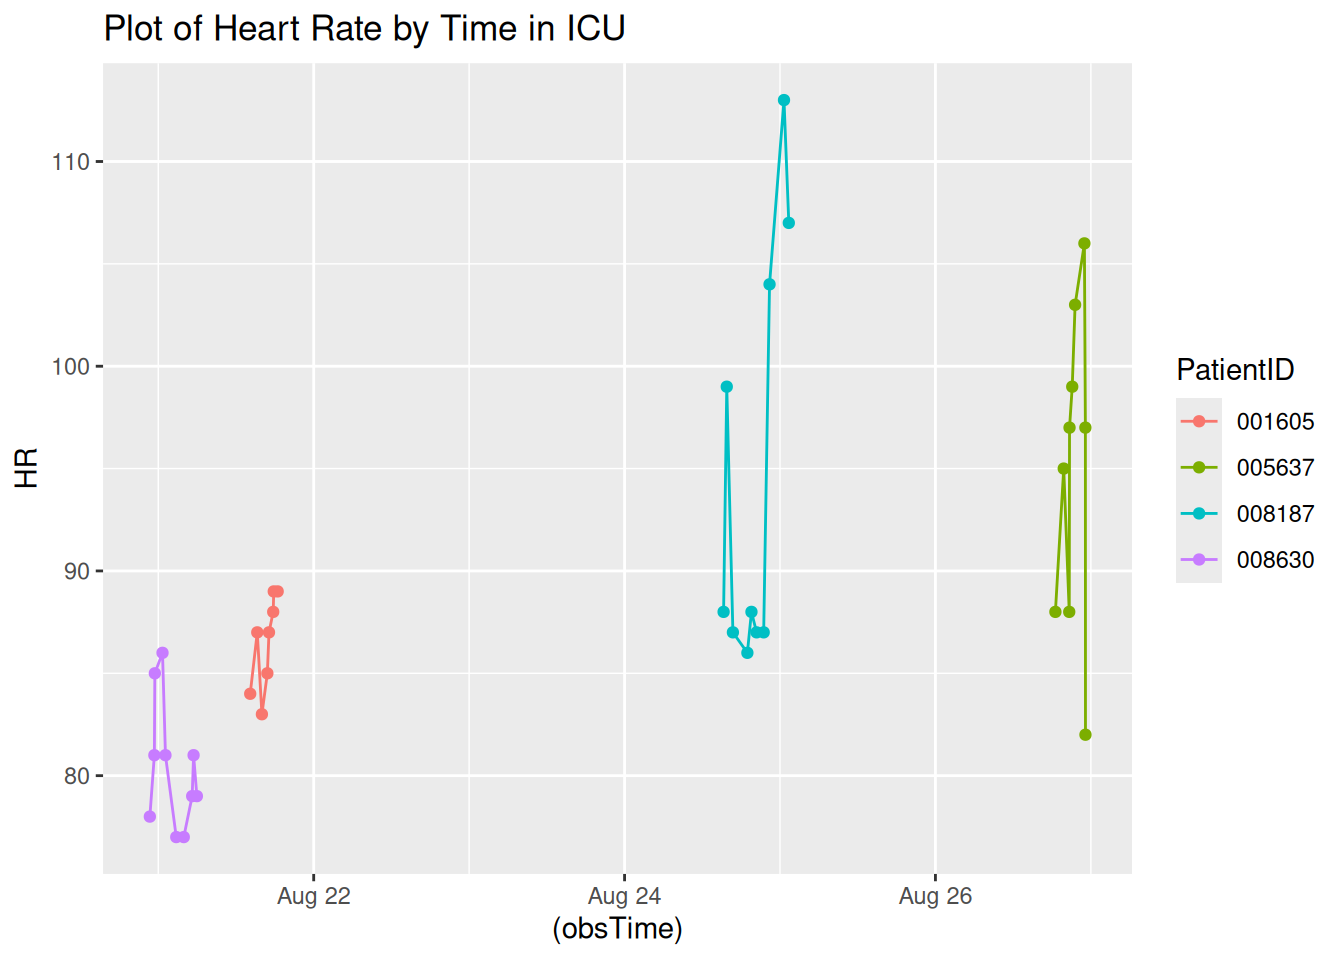 Plot of Heart Rate by Time in ICU
110
100
90
80
HR
Aug 22
Aug 24
Aug 26
(obsTime)
PatientID
001605
005637
008187
008630